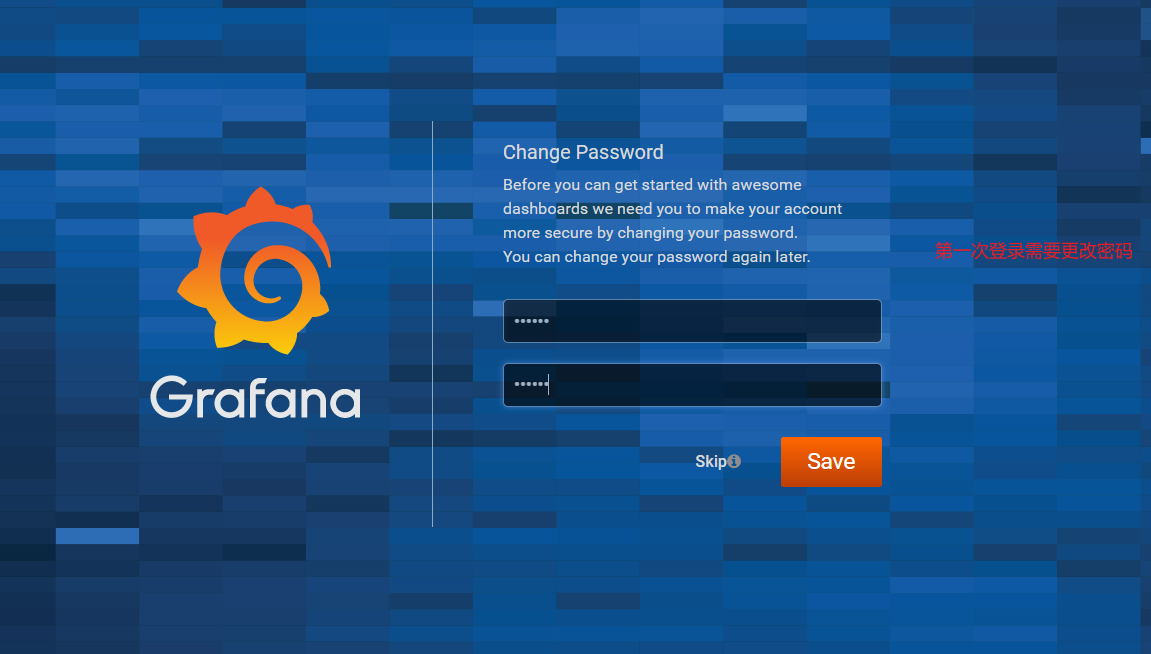 Change Password
Before you can get started with awesome
dashboards we need you to make your account
more secure by changing your password.
You can change your password again later.
第一次登录需要更改密码
••••••
••••••
Grafana
Skip
Save